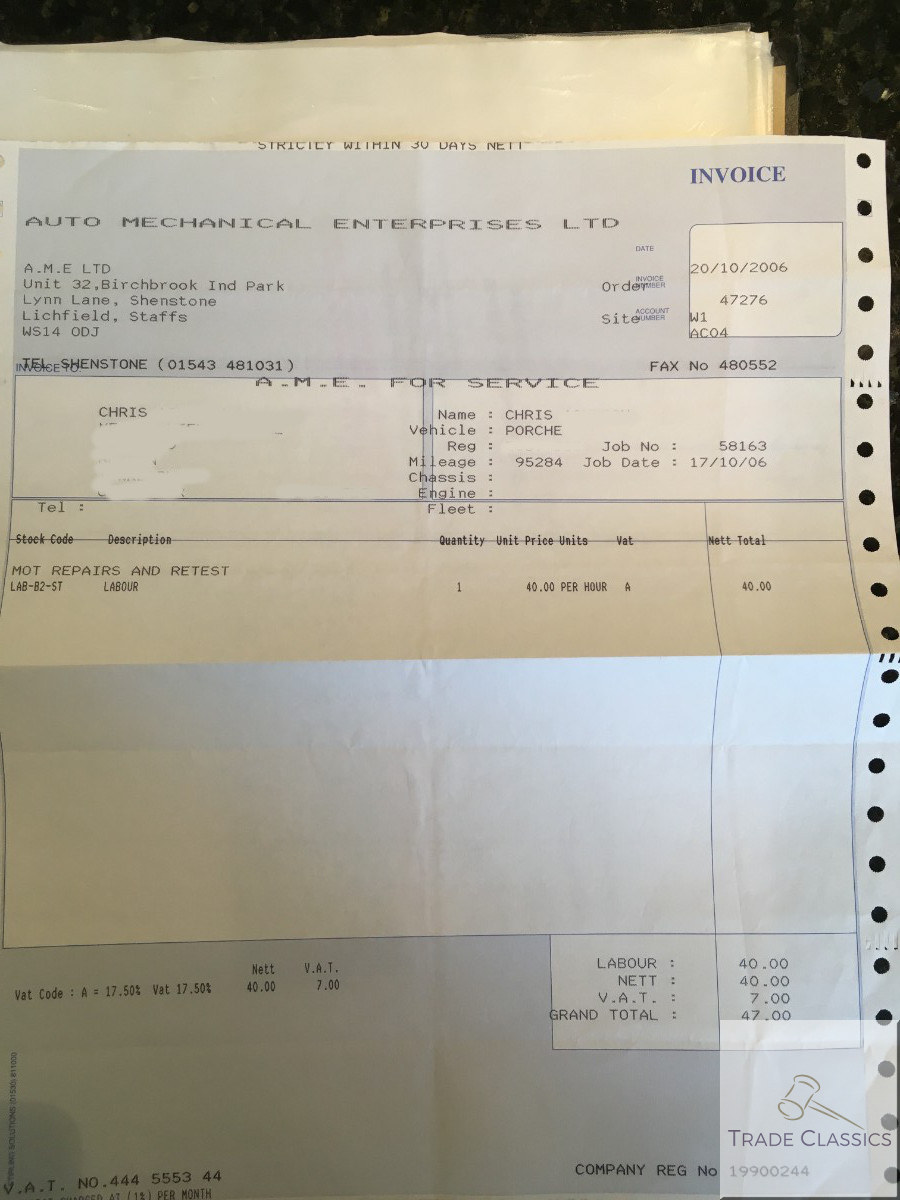 STRICTLY WITHIN 30 DAYS NETT
INVOICE
AUTO MECHANICAL ENTERPRISES LTD
DATE
20/10/2006
A.M.E LTD
Unit 32,Birchbrook Ind Park
Order
INVOICE NUMBER
47276
Lynn Lane, Shenstone
Lichfield, Staffs
Site
ACCOUNT NUMBER
W1
WS14 0DJ
AC04
INVOICE TO
TEL SHENSTONE (01543 481031)
FAX No 480552
A.M.E. FOR SERVICE
CHRIS
Name : CHRIS
Vehicle : PORCHE
Reg : Job No : 58163
Mileage : 95284 Job Date : 17/10/06
Chassis :
Engine :
Tel : Fleet :
Stock Code Description Quantity Unit Price Units Vat Nett Total
MOT REPAIRS AND RETEST
LAB-B2-ST LABOUR 1 40.00 PER HOUR A 40.00
Nett V.A.T.
Vat Code : A = 17.50% Vat 17.50% 40.00 7.00
LABOUR : 40.00
NETT : 40.00
V.A.T. : 7.00
GRAND TOTAL : 47.00
TRADE CLASSICS
COMPANY REG No 19900244
V.A.T. NO.444 5553 44
CHARGED AT (1%) PER MONTH